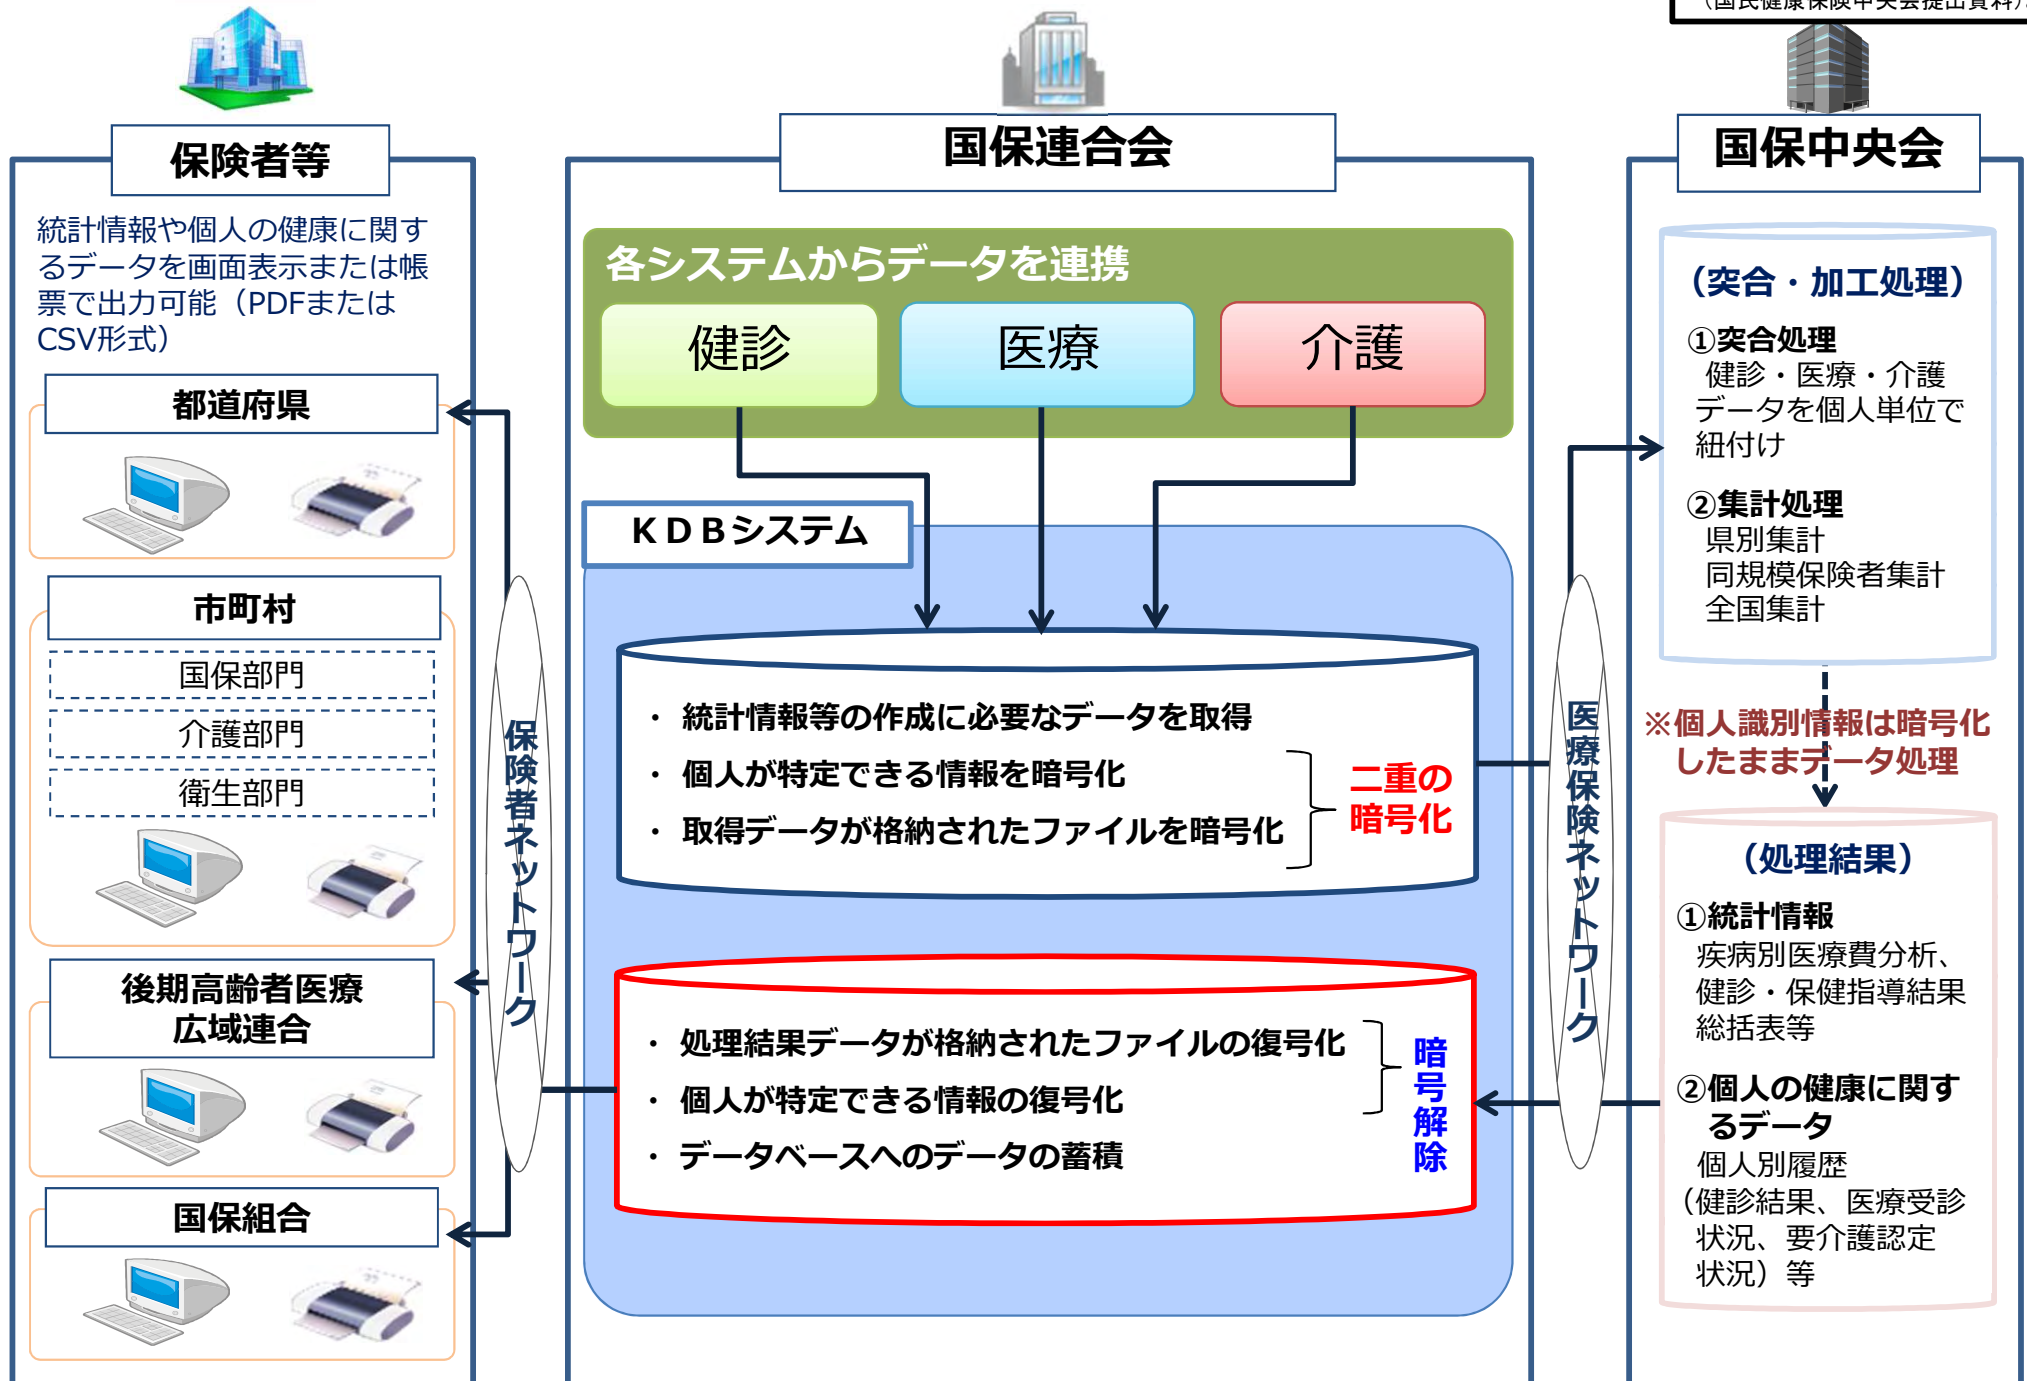 (国民健康保険中央会提出資料)
保険者等
統計情報や個人の健康に関す
るデータを画面表示または帳
票で出力可能（PDFまたは
CSV形式）
都道府県
市町村
国保部門
介護部門
衛生部門
後期高齢者医療
広域連合
国保組合
保険者ネットワーク
国保連合会
各システムからデータを連携
健診
医療
介護
ＫＤＢシステム
・ 統計情報等の作成に必要なデータを取得
・ 個人が特定できる情報を暗号化
・ 取得データが格納されたファイルを暗号化
二重の
暗号化
・ 処理結果データが格納されたファイルの復号化
・ 個人が特定できる情報の復号化
・ データベースへのデータの蓄積
暗号解除
医療保険ネットワーク
国保中央会
（突合・加工処理）
①突合処理
健診・医療・介護
データを個人単位で
紐付け
②集計処理
県別集計
同規模保険者集計
全国集計
※個人識別情報は暗号化
したままデータ処理
（処理結果）
①統計情報
疾病別医療費分析、
健診・保健指導結果
総括表等
②個人の健康に関す
るデータ
個人別履歴
（健診結果、医療受診
状況、要介護認定
状況）等